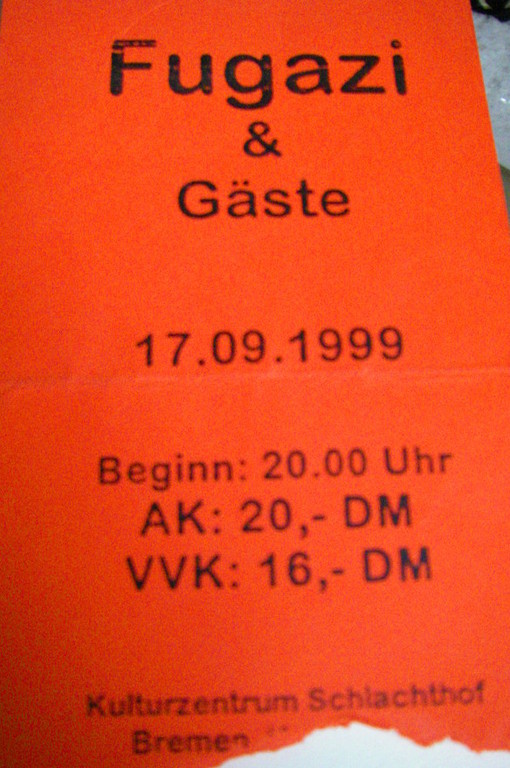 Fugazi
&
Gäste
17.09.1999
Beginn: 20.00 Uhr
AK: 20,- DM
VVK: 16,- DM
Kulturzentrum Schlachthof
Bremen